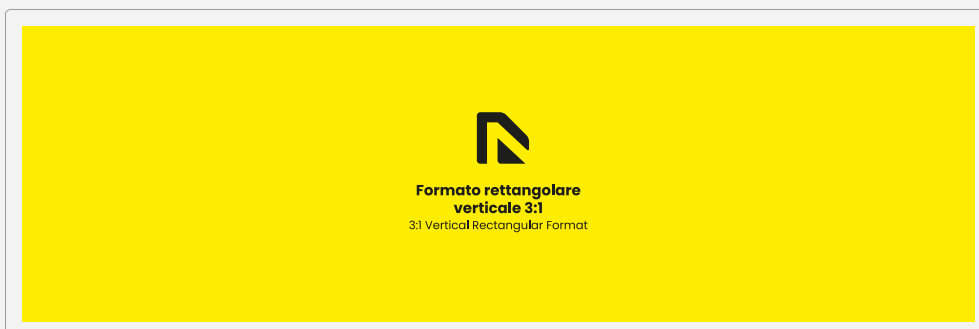 Formato rettangolare
verticale 3:1
3:1 Vertical Rectangular Format